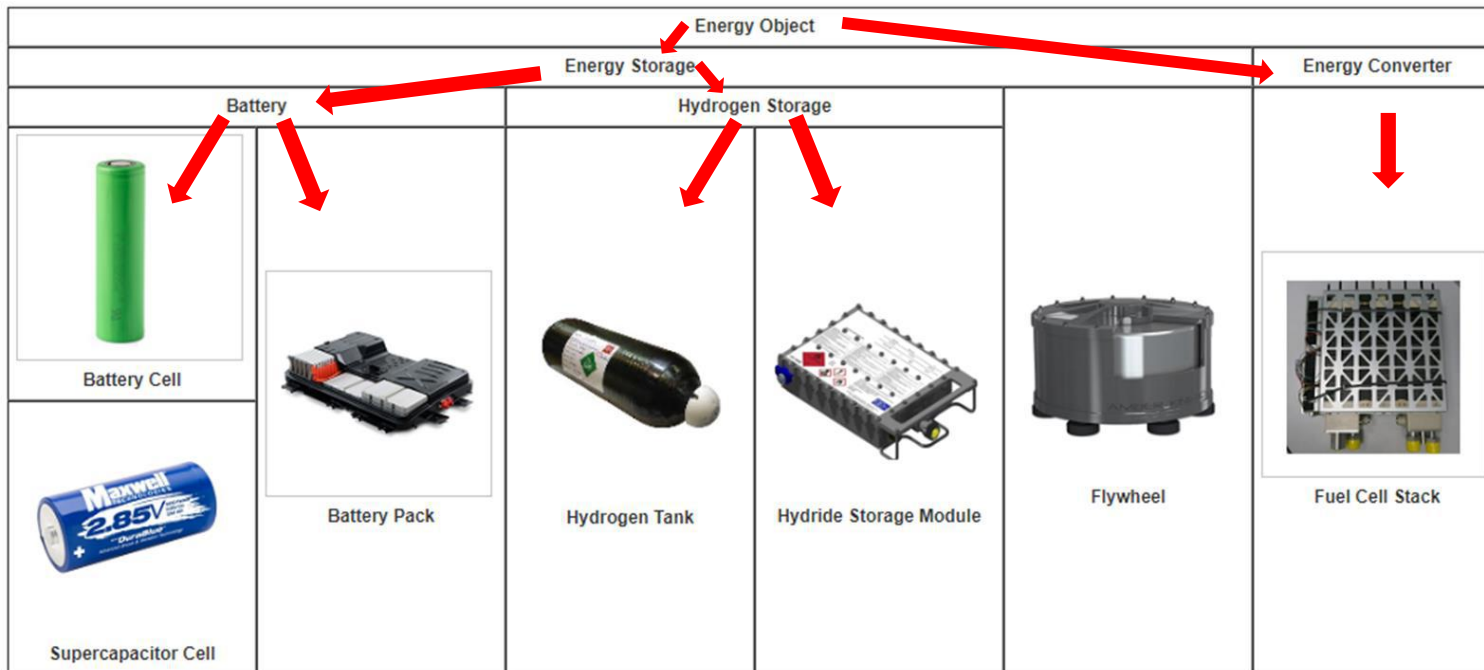 Energy Object
Energy Storage
Energy Converter
Battery
Hydrogen Storage
Battery Cell
Maxwell
TECHNOLOGIES
2.85V
DuraBlue
+
Supercapacitor Cell
Battery Pack
Hydrogen Tank
Hydride Storage Module
Flywheel
Fuel Cell Stack